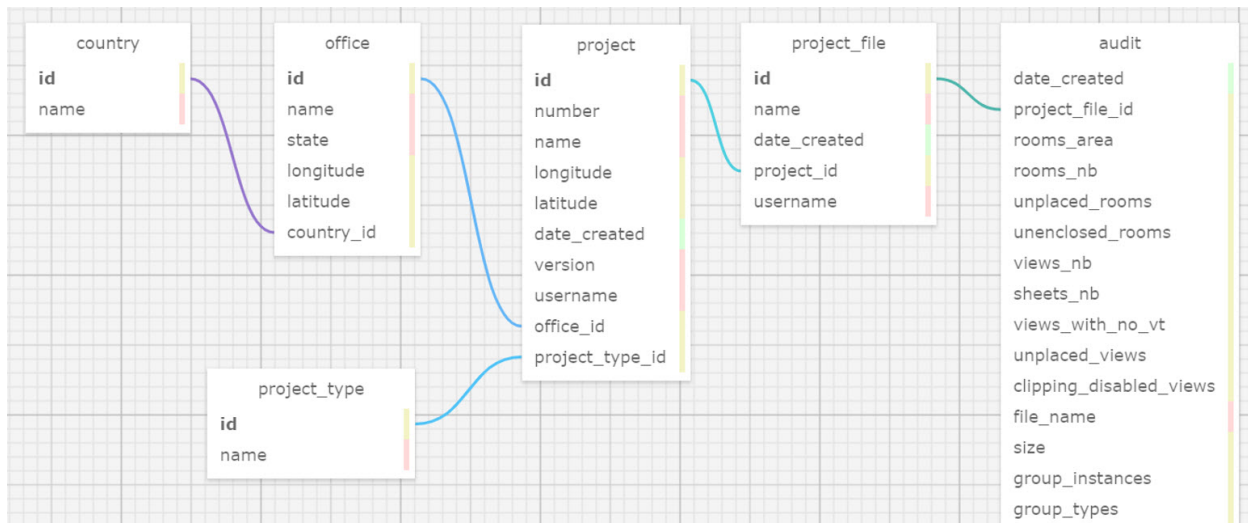 country
id
name
office
id
name
state
longitude
latitude
country_id
project_type
id
name
project
id
number
name
longitude
latitude
date_created
version
username
office_id
project_type_id
project_file
id
name
date_created
project_id
username
audit
date_created
project_file_id
rooms_area
rooms_nb
unplaced_rooms
unenclosed_rooms
views_nb
sheets_nb
views_with_no_vt
unplaced_views
clipping_disabled_views
file_name
size
group_instances
group_types